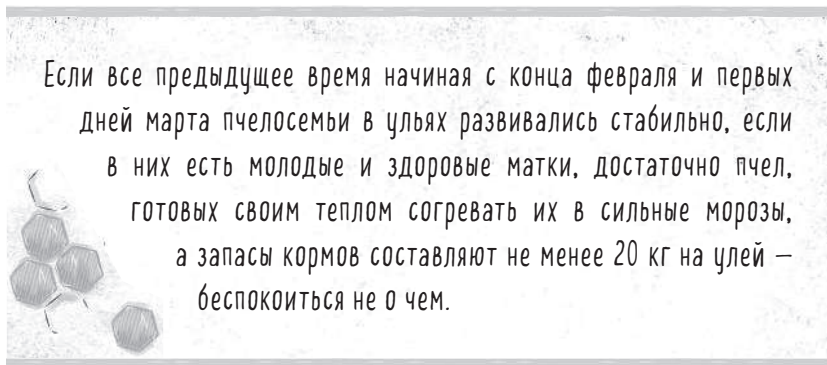 Если все предыдущее время начиная с конца февраля и первых
дней марта пчелосемьи в ульях развивались стабильно, если
в них есть молодые и здоровые матки, достаточно пчел,
готовых своим теплом согревать их в сильные морозы,
а запасы кормов составляют не менее 20 кг на улей —
беспокоиться не о чем.